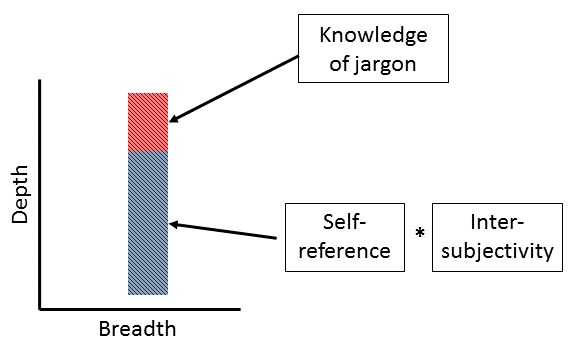 Knowledge
of jargon
Depth
Self-
reference
*
Inter-
subjectivity
Breadth